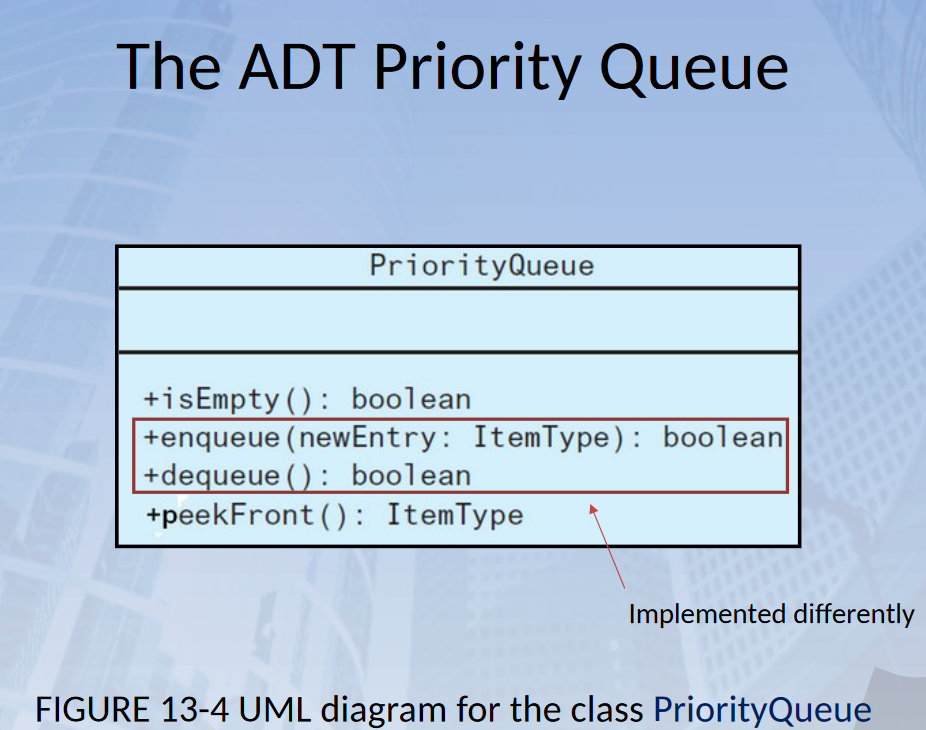 The ADT Priority Queue
PriorityQueue
+isEmpty(): boolean
+enqueue(newEntry: ItemType): boolean
+dequeue(): boolean
+peekFront(): ItemType
Implemented differently
FIGURE 13-4 UML diagram for the class PriorityQueue